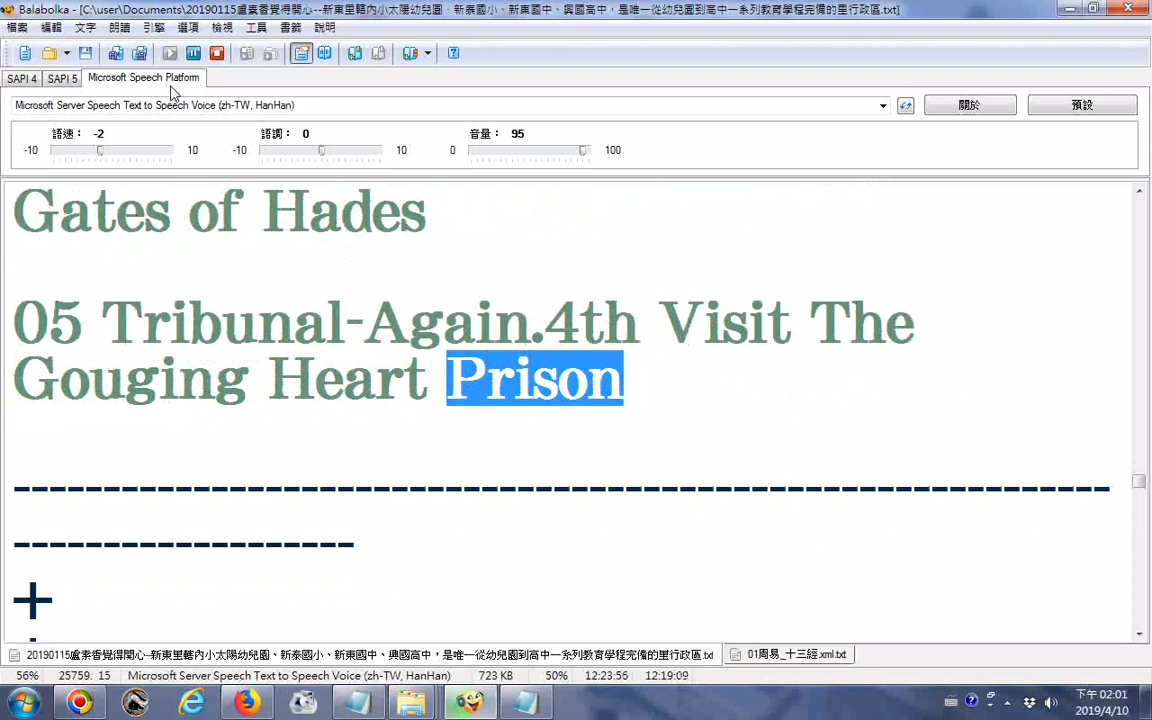 Balabolka - [C:\user\Documents\20190115盧素香覺得開心--新東里轄內小太陽幼兒園、新泰國小、新東國中、興國高中，是唯一從幼兒園到高中一系列教育學程完備的里行政區.txt]
檔案 編輯 文字 朗讀 引擎 選項 檢視 工具 書籤 說明
SAPI 4 SAPI 5 Microsoft Speech Platform
Microsoft Server Speech Text to Speech Voice (zh-TW, HanHan) 關於 預設
語速： -2 語調： 0 音量： 95
-10 10 -10 10 0 100
Gates of Hades
05 Tribunal-Again.4th Visit The
Gouging Heart Prison
-------------------------------------------------------------
-------------------
+
20190115盧素香覺得開心--新東里轄內小太陽幼兒園、新泰國小、新東國中、興國高中，是唯一從幼兒園到高中一系列教育學程完備的里行政區.txt 01周易_十三經.xml.txt
56% 25759: 15 Microsoft Server Speech Text to Speech Voice (zh-TW, HanHan) 723 KB 50% 12:23:56 12:19:09
下午 02:01
2019/4/10